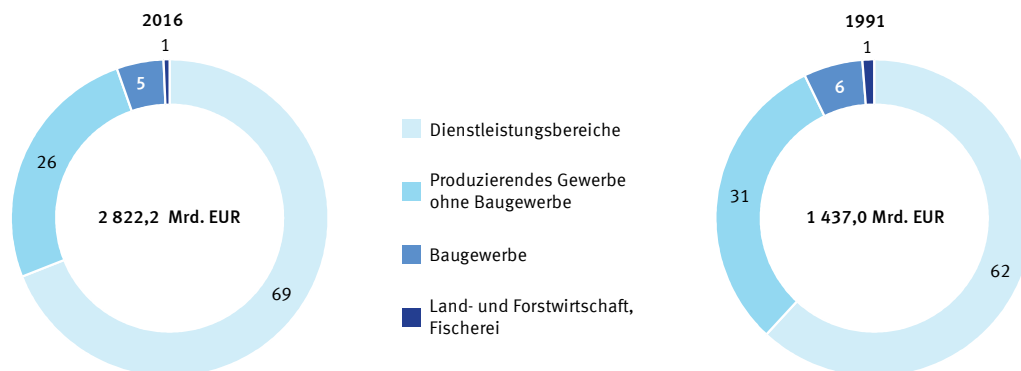 2016
1
5
26
2 822,2 Mrd. EUR
69
Dienstleistungsbereiche
Produzierendes Gewerbe
ohne Baugewerbe
Baugewerbe
Land- und Forstwirtschaft,
Fischerei
1991
1
6
31
1 437,0 Mrd. EUR
62